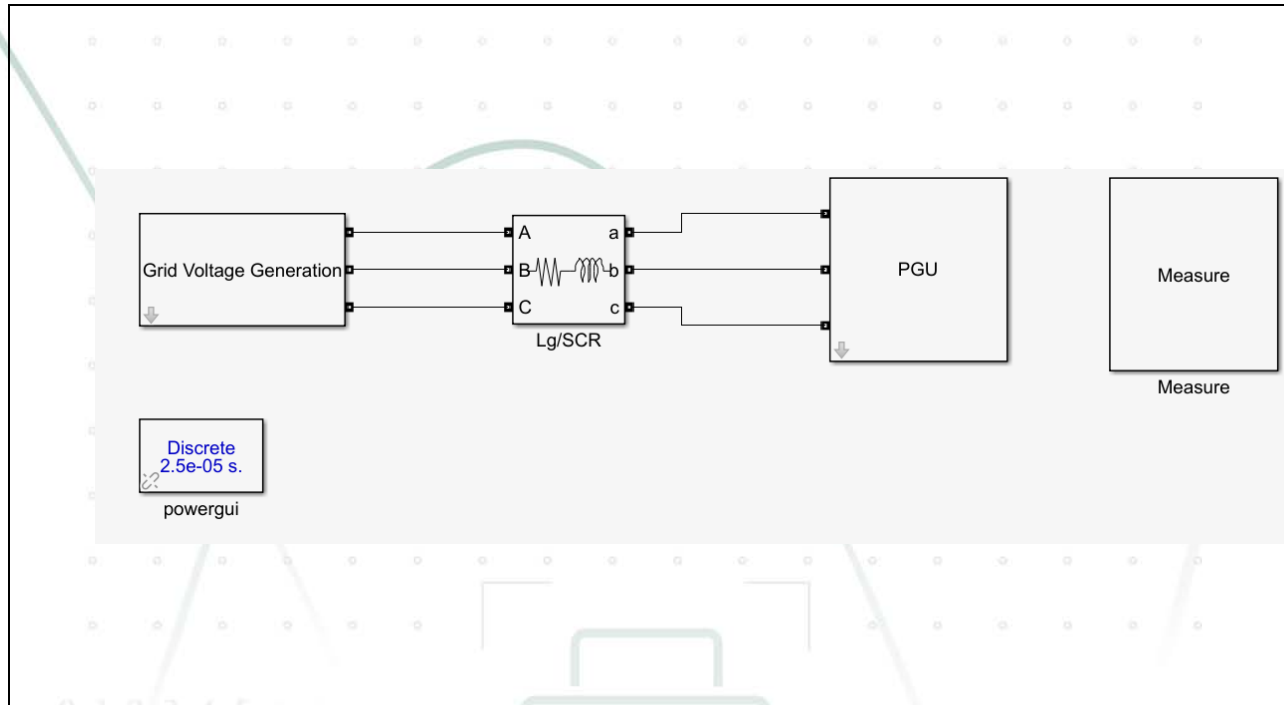 Grid Voltage Generation
A
a
B
b
C
c
Lg/SCR
PGU
Measure
Measure
Discrete
2.5e-05 s.
powergui